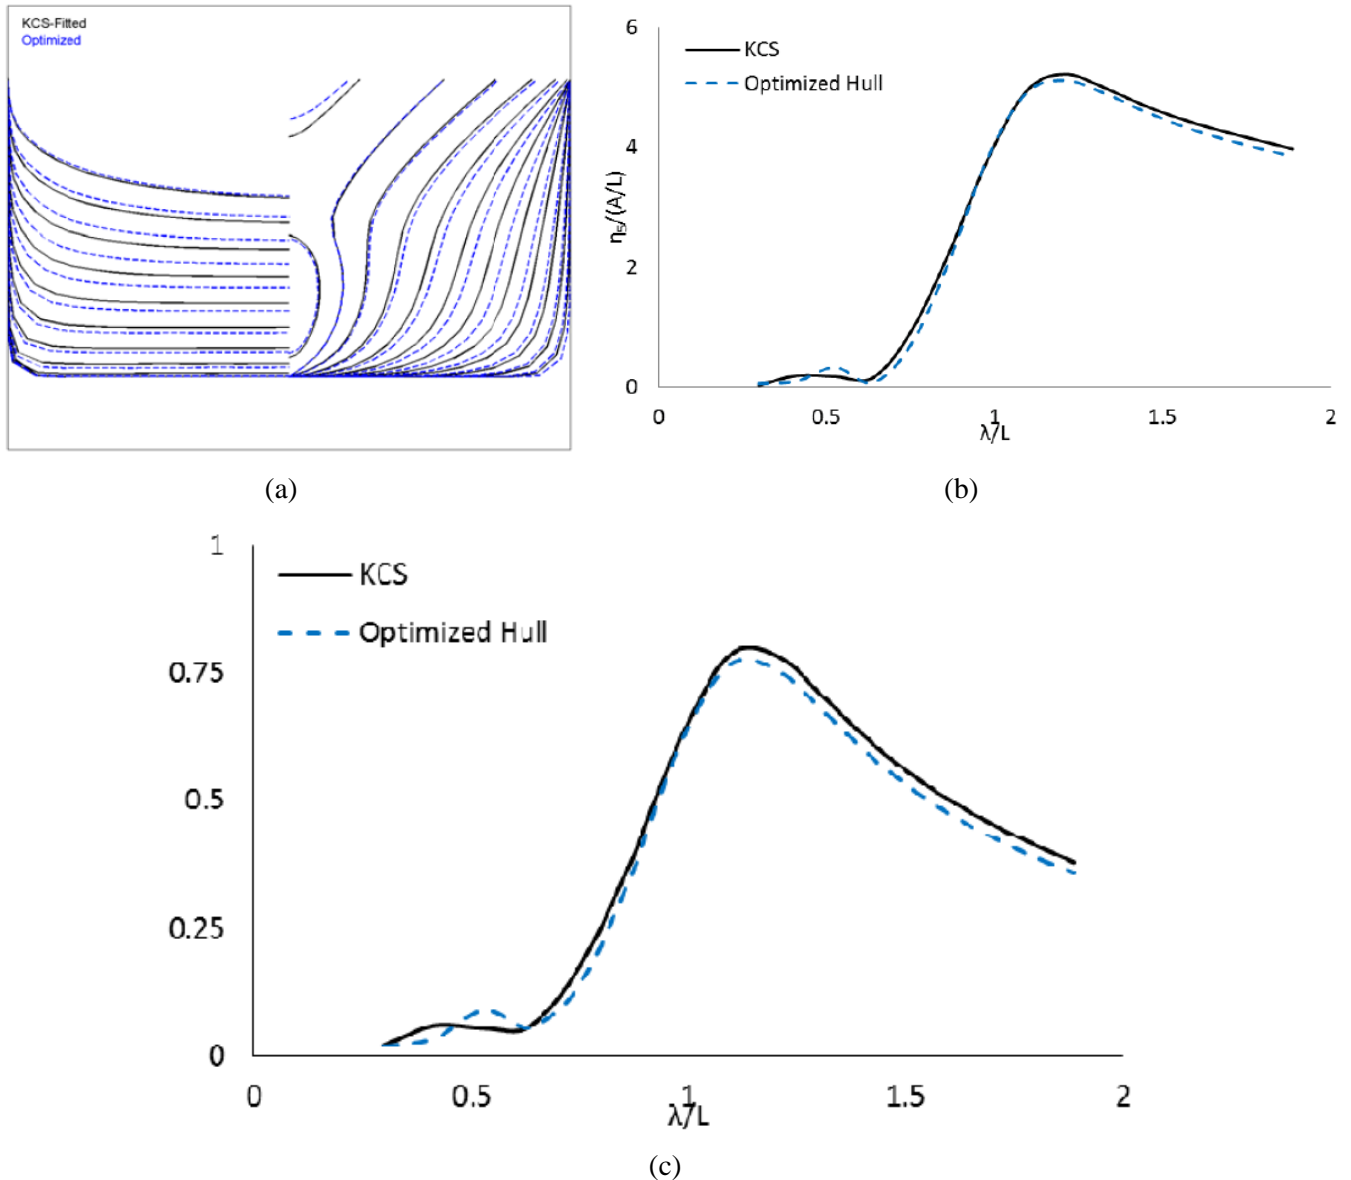 KCS-Fitted
Optimized
6
4
2
0
η₅/(A/L)
KCS
Optimized Hull
0
0.5
1
1.5
2
λ/L
(a)
(b)
1
0.75
0.5
0.25
0
KCS
Optimized Hull
0
0.5
1
1.5
2
λ/L
(c)